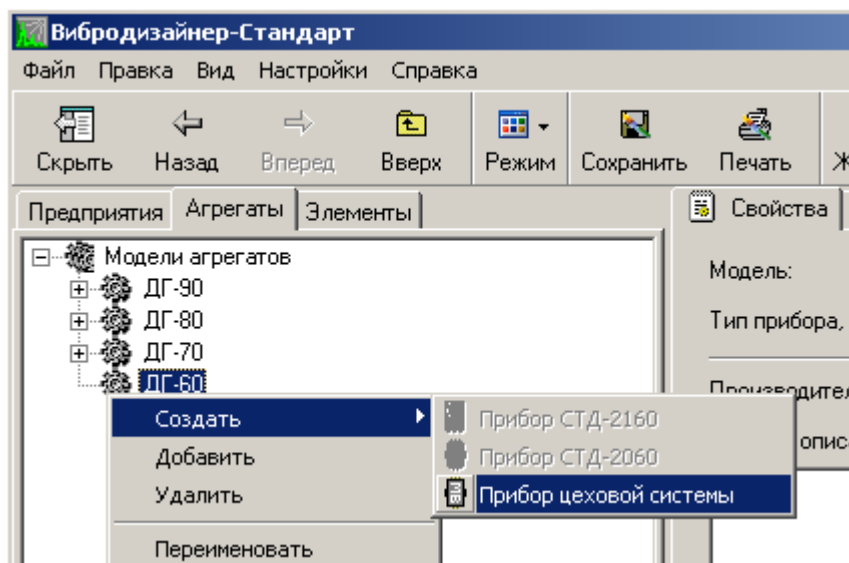 Вибродизайнер-Стандарт
Файл Правка Вид Настройки Справка
Скрыть Назад Вперед Вверх Режим Сохранить Печать
Предприятия Агрегаты Элементы Свойства
Модели агрегатов
Модель:
ДГ-90
ДГ-80
Тип прибора,
ДГ-70
ДГ-60
Создать
Прибор СТД-2160
Добавить
Прибор СТД-2060
Удалить
Прибор цеховой системы
Переименовать